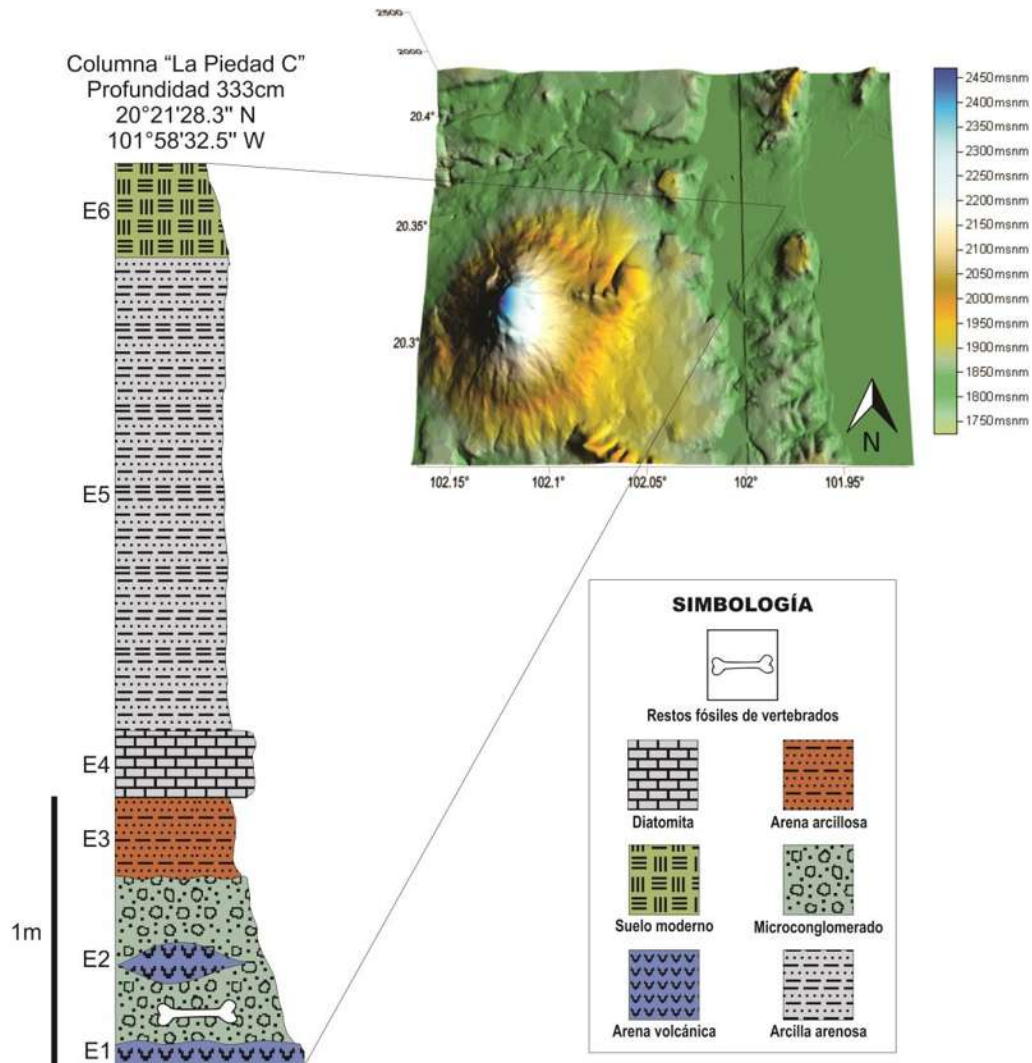 Columna “La Piedad C”
Profundidad 333cm
20°21'28.3" N
101°58'32.5" W
E6
E5
E4
E3
E2
E1
1m
2500
2000
20.4°
20.35°
20.3°
102.15°
102.1°
102.05°
102°
101.95°
N
2450msnm
2400msnm
2350msnm
2300msnm
2250msnm
2200msnm
2150msnm
2100msnm
2050msnm
2000msnm
1950msnm
1900msnm
1850msnm
1800msnm
1750msnm
SIMBOLOGÍA
Restos fósiles de vertebrados
Diatomita
Arena arcillosa
Suelo moderno
Microconglomerado
Arena volcánica
Arcilla arenosa